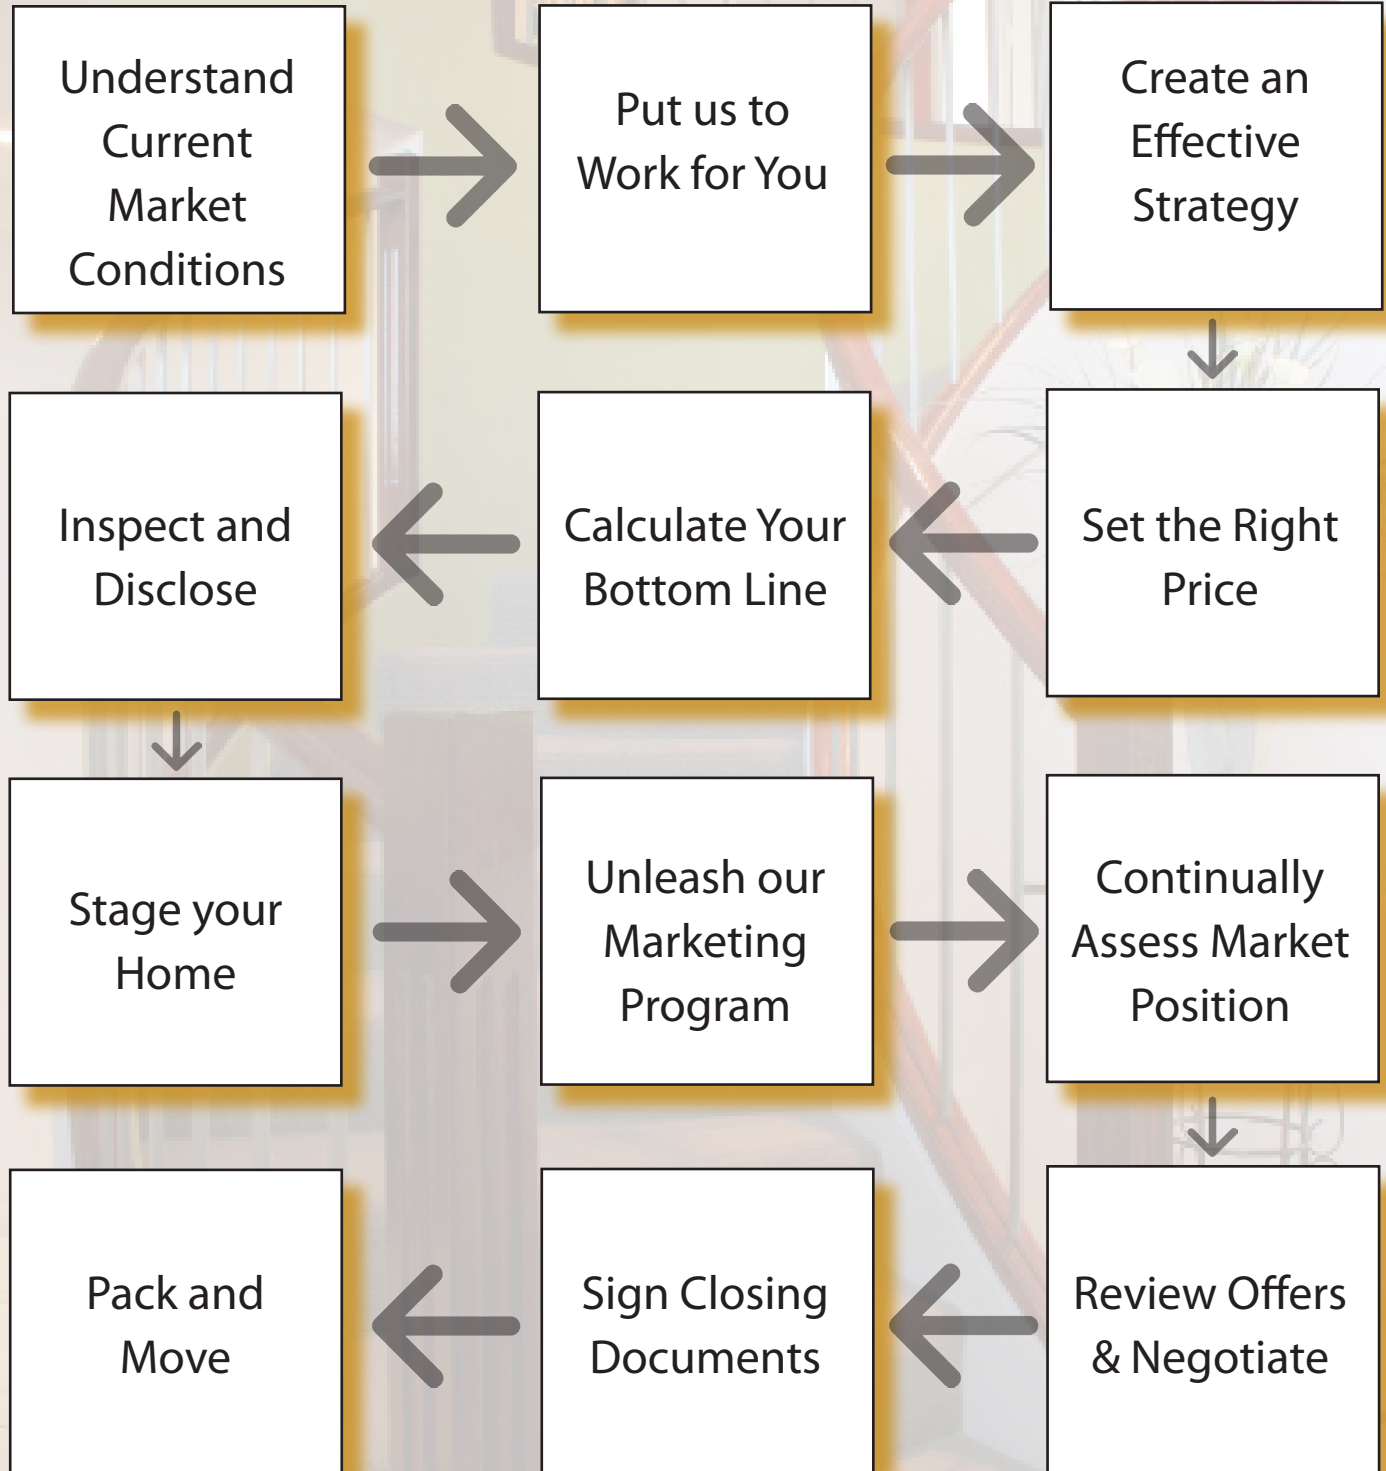 Understand
Current
Market
Conditions
Put us to
Work for You
Create an
Effective
Strategy
Set the Right
Price
Calculate Your
Bottom Line
Inspect and
Disclose
Stage your
Home
Unleash our
Marketing
Program
Continually
Assess Market
Position
Review Offers
& Negotiate
Sign Closing
Documents
Pack and
Move